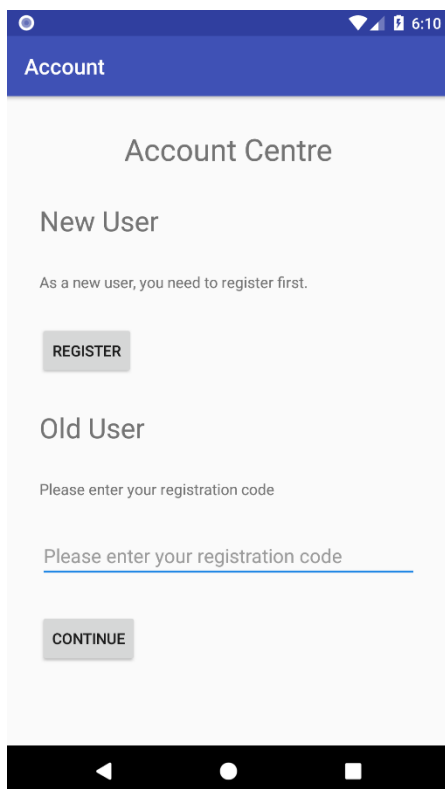 6:10
Account
Account Centre
New User
As a new user, you need to register first.
REGISTER
Old User
Please enter your registration code
Please enter your registration code
CONTINUE